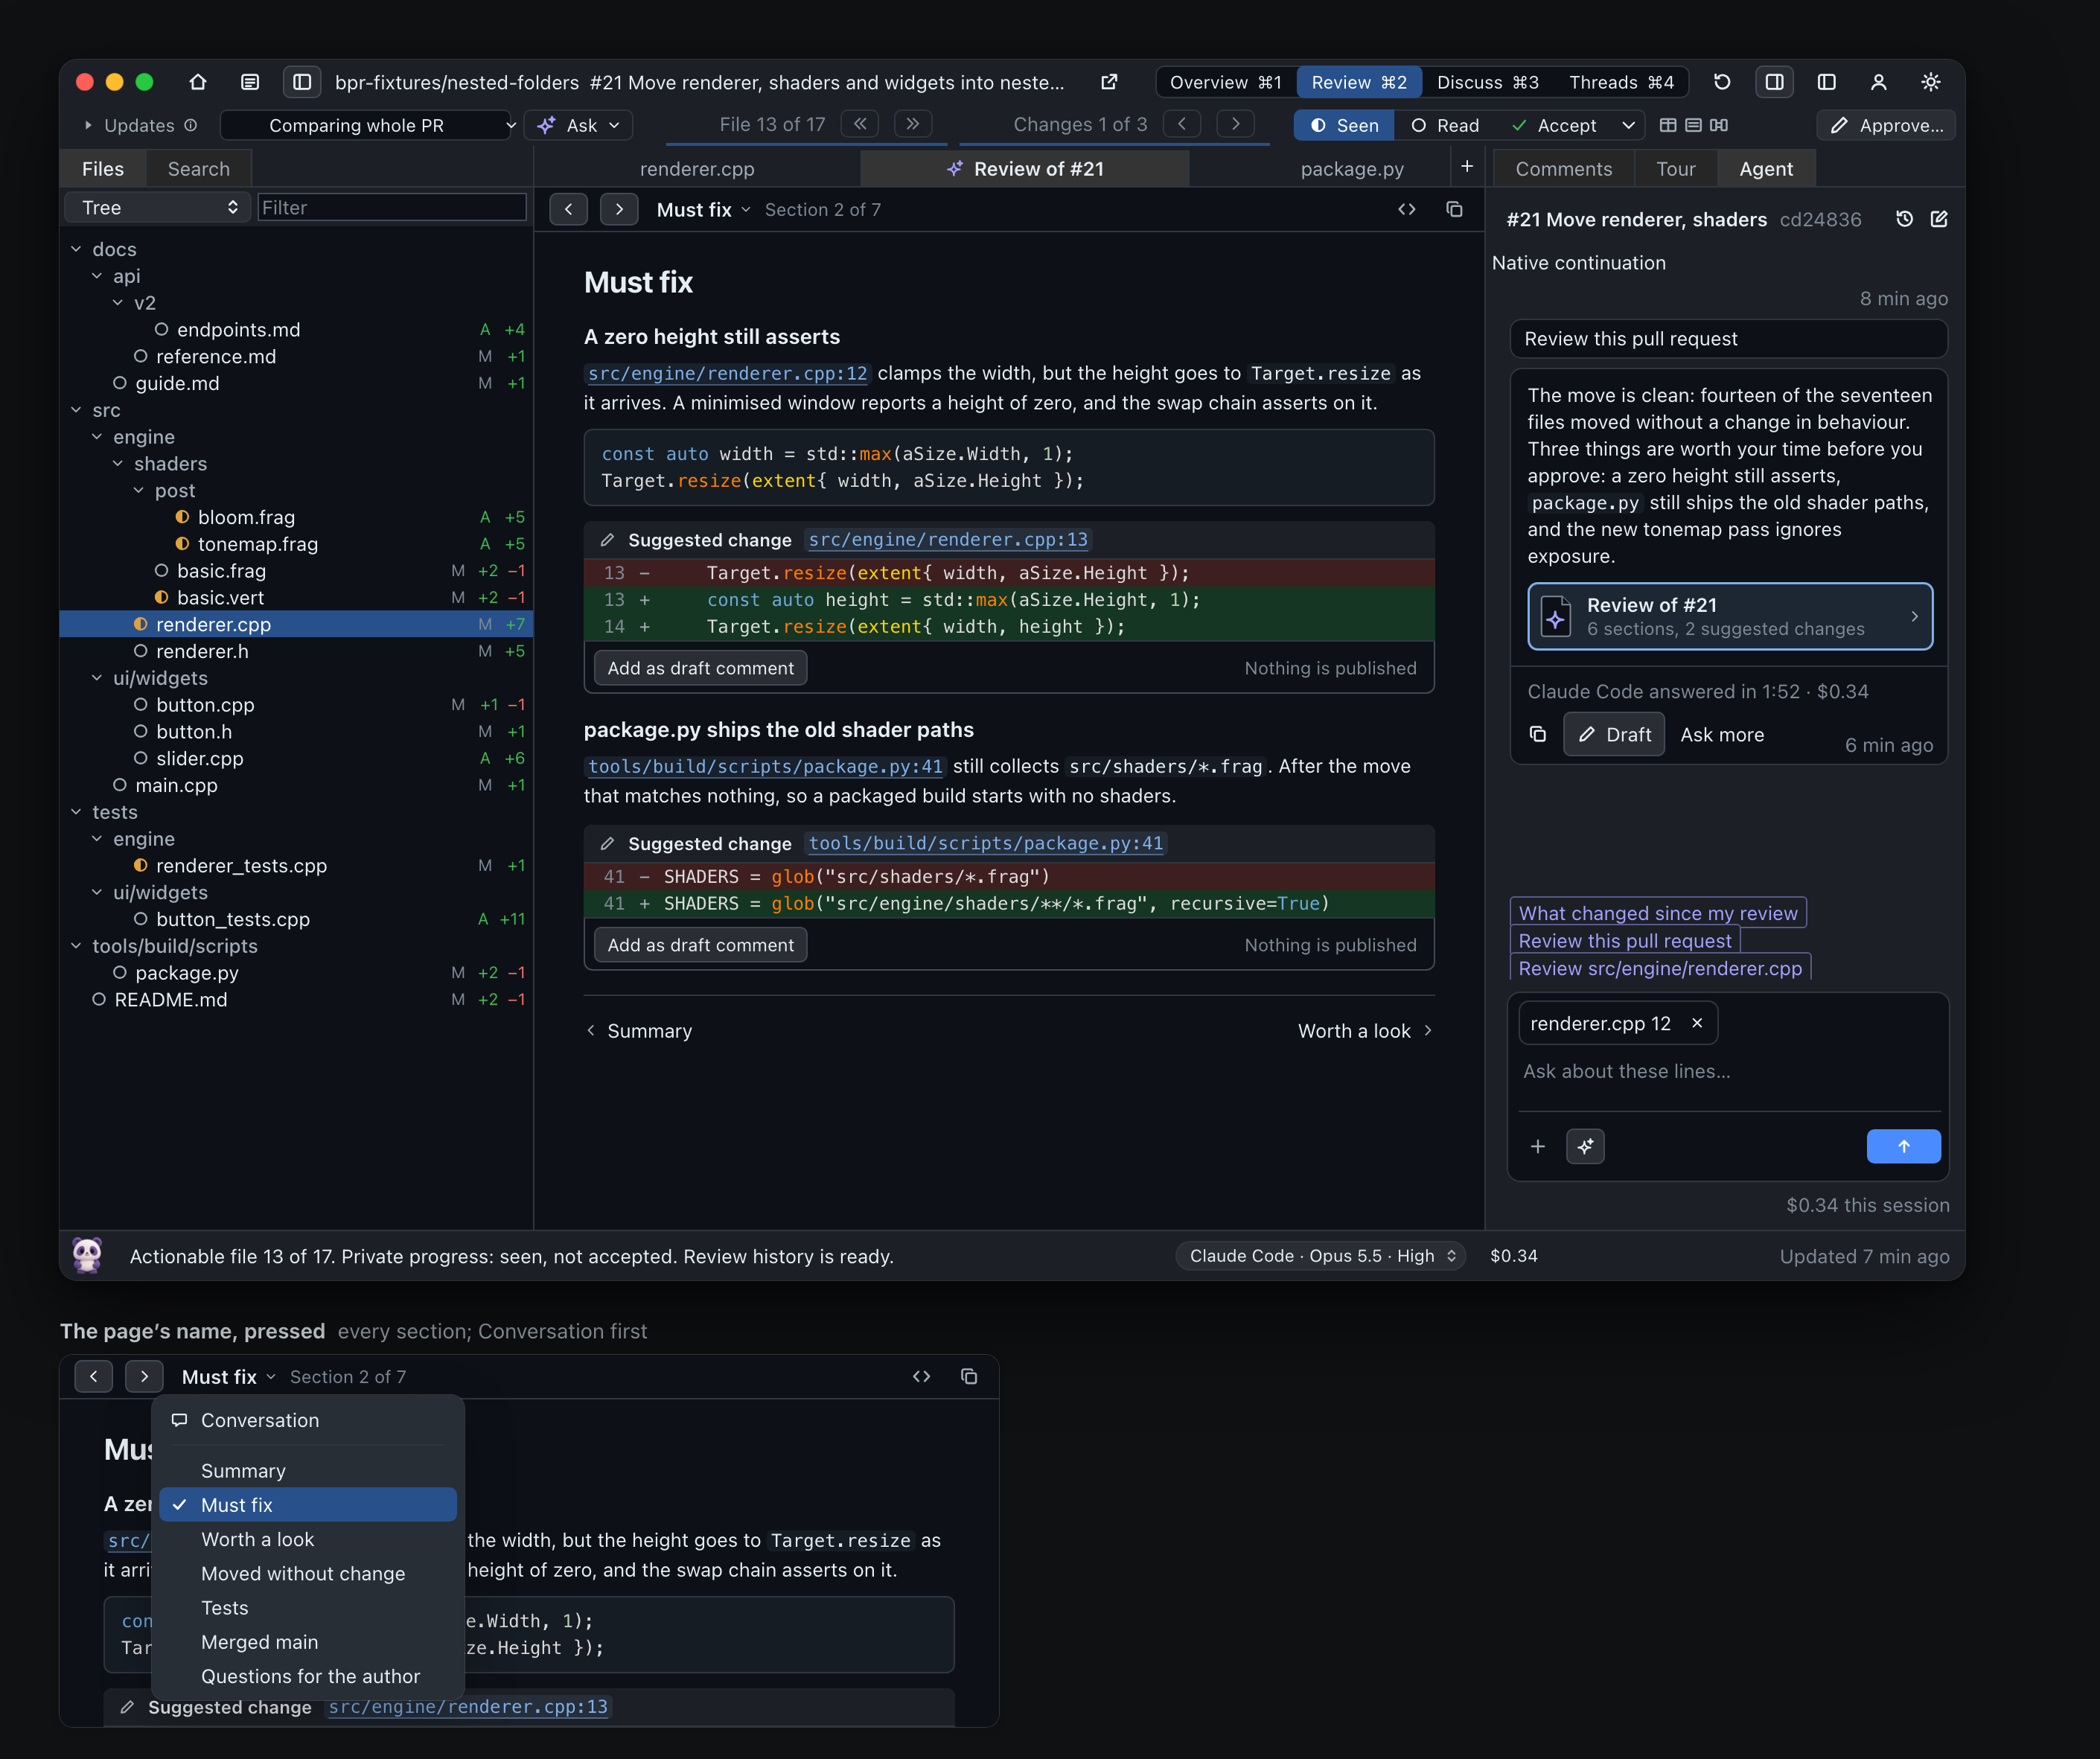 bpr-fixtures/nested-folders #21 Move renderer, shaders and widgets into neste...
Overview ⌘1 Review ⌘2 Discuss ⌘3 Threads ⌘4
Updates Comparing whole PR Ask File 13 of 17 Changes 1 of 3 Seen Read Accept Approve...
Files Search
Tree Filter
docs
api
v2
endpoints.md A +4
reference.md M +1
guide.md M +1
src
engine
shaders
post
bloom.frag A +5
tonemap.frag A +5
basic.frag M +2 −1
basic.vert M +2 −1
renderer.cpp M +7
renderer.h M +5
ui/widgets
button.cpp M +1 −1
button.h M +1
slider.cpp A +6
main.cpp M +1
tests
engine
renderer_tests.cpp M +1
ui/widgets
button_tests.cpp A +11
tools/build/scripts
package.py M +2 −1
README.md M +2 −1
renderer.cpp Review of #21 package.py +
Must fix Section 2 of 7
Must fix
A zero height still asserts
src/engine/renderer.cpp:12 clamps the width, but the height goes to Target.resize as
it arrives. A minimised window reports a height of zero, and the swap chain asserts on it.
const auto width = std::max(aSize.Width, 1);
Target.resize(extent{ width, aSize.Height });
Suggested change src/engine/renderer.cpp:13
13 − Target.resize(extent{ width, aSize.Height });
13 + const auto height = std::max(aSize.Height, 1);
14 + Target.resize(extent{ width, height });
Add as draft comment Nothing is published
package.py ships the old shader paths
tools/build/scripts/package.py:41 still collects src/shaders/*.frag. After the move
that matches nothing, so a packaged build starts with no shaders.
Suggested change tools/build/scripts/package.py:41
41 − SHADERS = glob("src/shaders/*.frag")
41 + SHADERS = glob("src/engine/shaders/**/*.frag", recursive=True)
Add as draft comment Nothing is published
Summary Worth a look
Comments Tour Agent
#21 Move renderer, shaders cd24836
Native continuation
8 min ago
Review this pull request
The move is clean: fourteen of the seventeen
files moved without a change in behaviour.
Three things are worth your time before you
approve: a zero height still asserts,
package.py still ships the old shader paths,
and the new tonemap pass ignores
exposure.
Review of #21
6 sections, 2 suggested changes
Claude Code answered in 1:52 · $0.34
Draft Ask more 6 min ago
What changed since my review
Review this pull request
Review src/engine/renderer.cpp
renderer.cpp 12 ×
Ask about these lines...
$0.34 this session
Actionable file 13 of 17. Private progress: seen, not accepted. Review history is ready. Claude Code · Opus 5.5 · High $0.34 Updated 7 min ago
The page’s name, pressed every section; Conversation first
Must fix Section 2 of 7
Conversation
Summary
Must fix
Worth a look
Moved without change
Tests
Merged main
Questions for the author
Mus
A zer
src/ the width, but the height goes to Target.resize as
it arri height of zero, and the swap chain asserts on it.
con e.Width, 1);
Tar ze.Height });
Suggested change src/engine/renderer.cpp:13